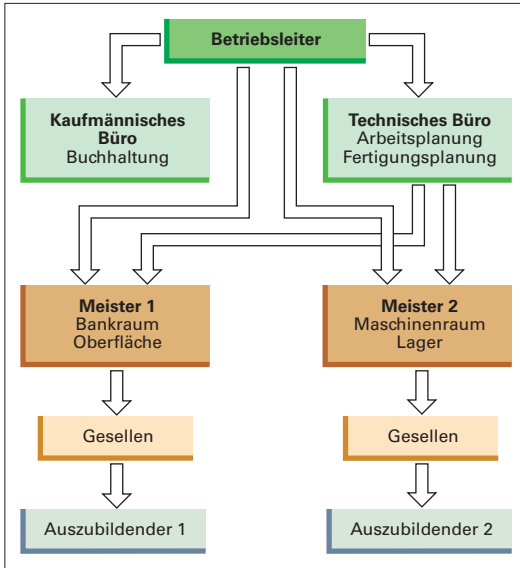 Betriebsleiter
Kaufmännisches
Büro
Buchhaltung
Technisches Büro
Arbeitsplanung
Fertigungsplanung
Meister 1
Bankraum
Oberfläche
Meister 2
Maschinenraum
Lager
Gesellen
Gesellen
Auszubildender 1
Auszubildender 2